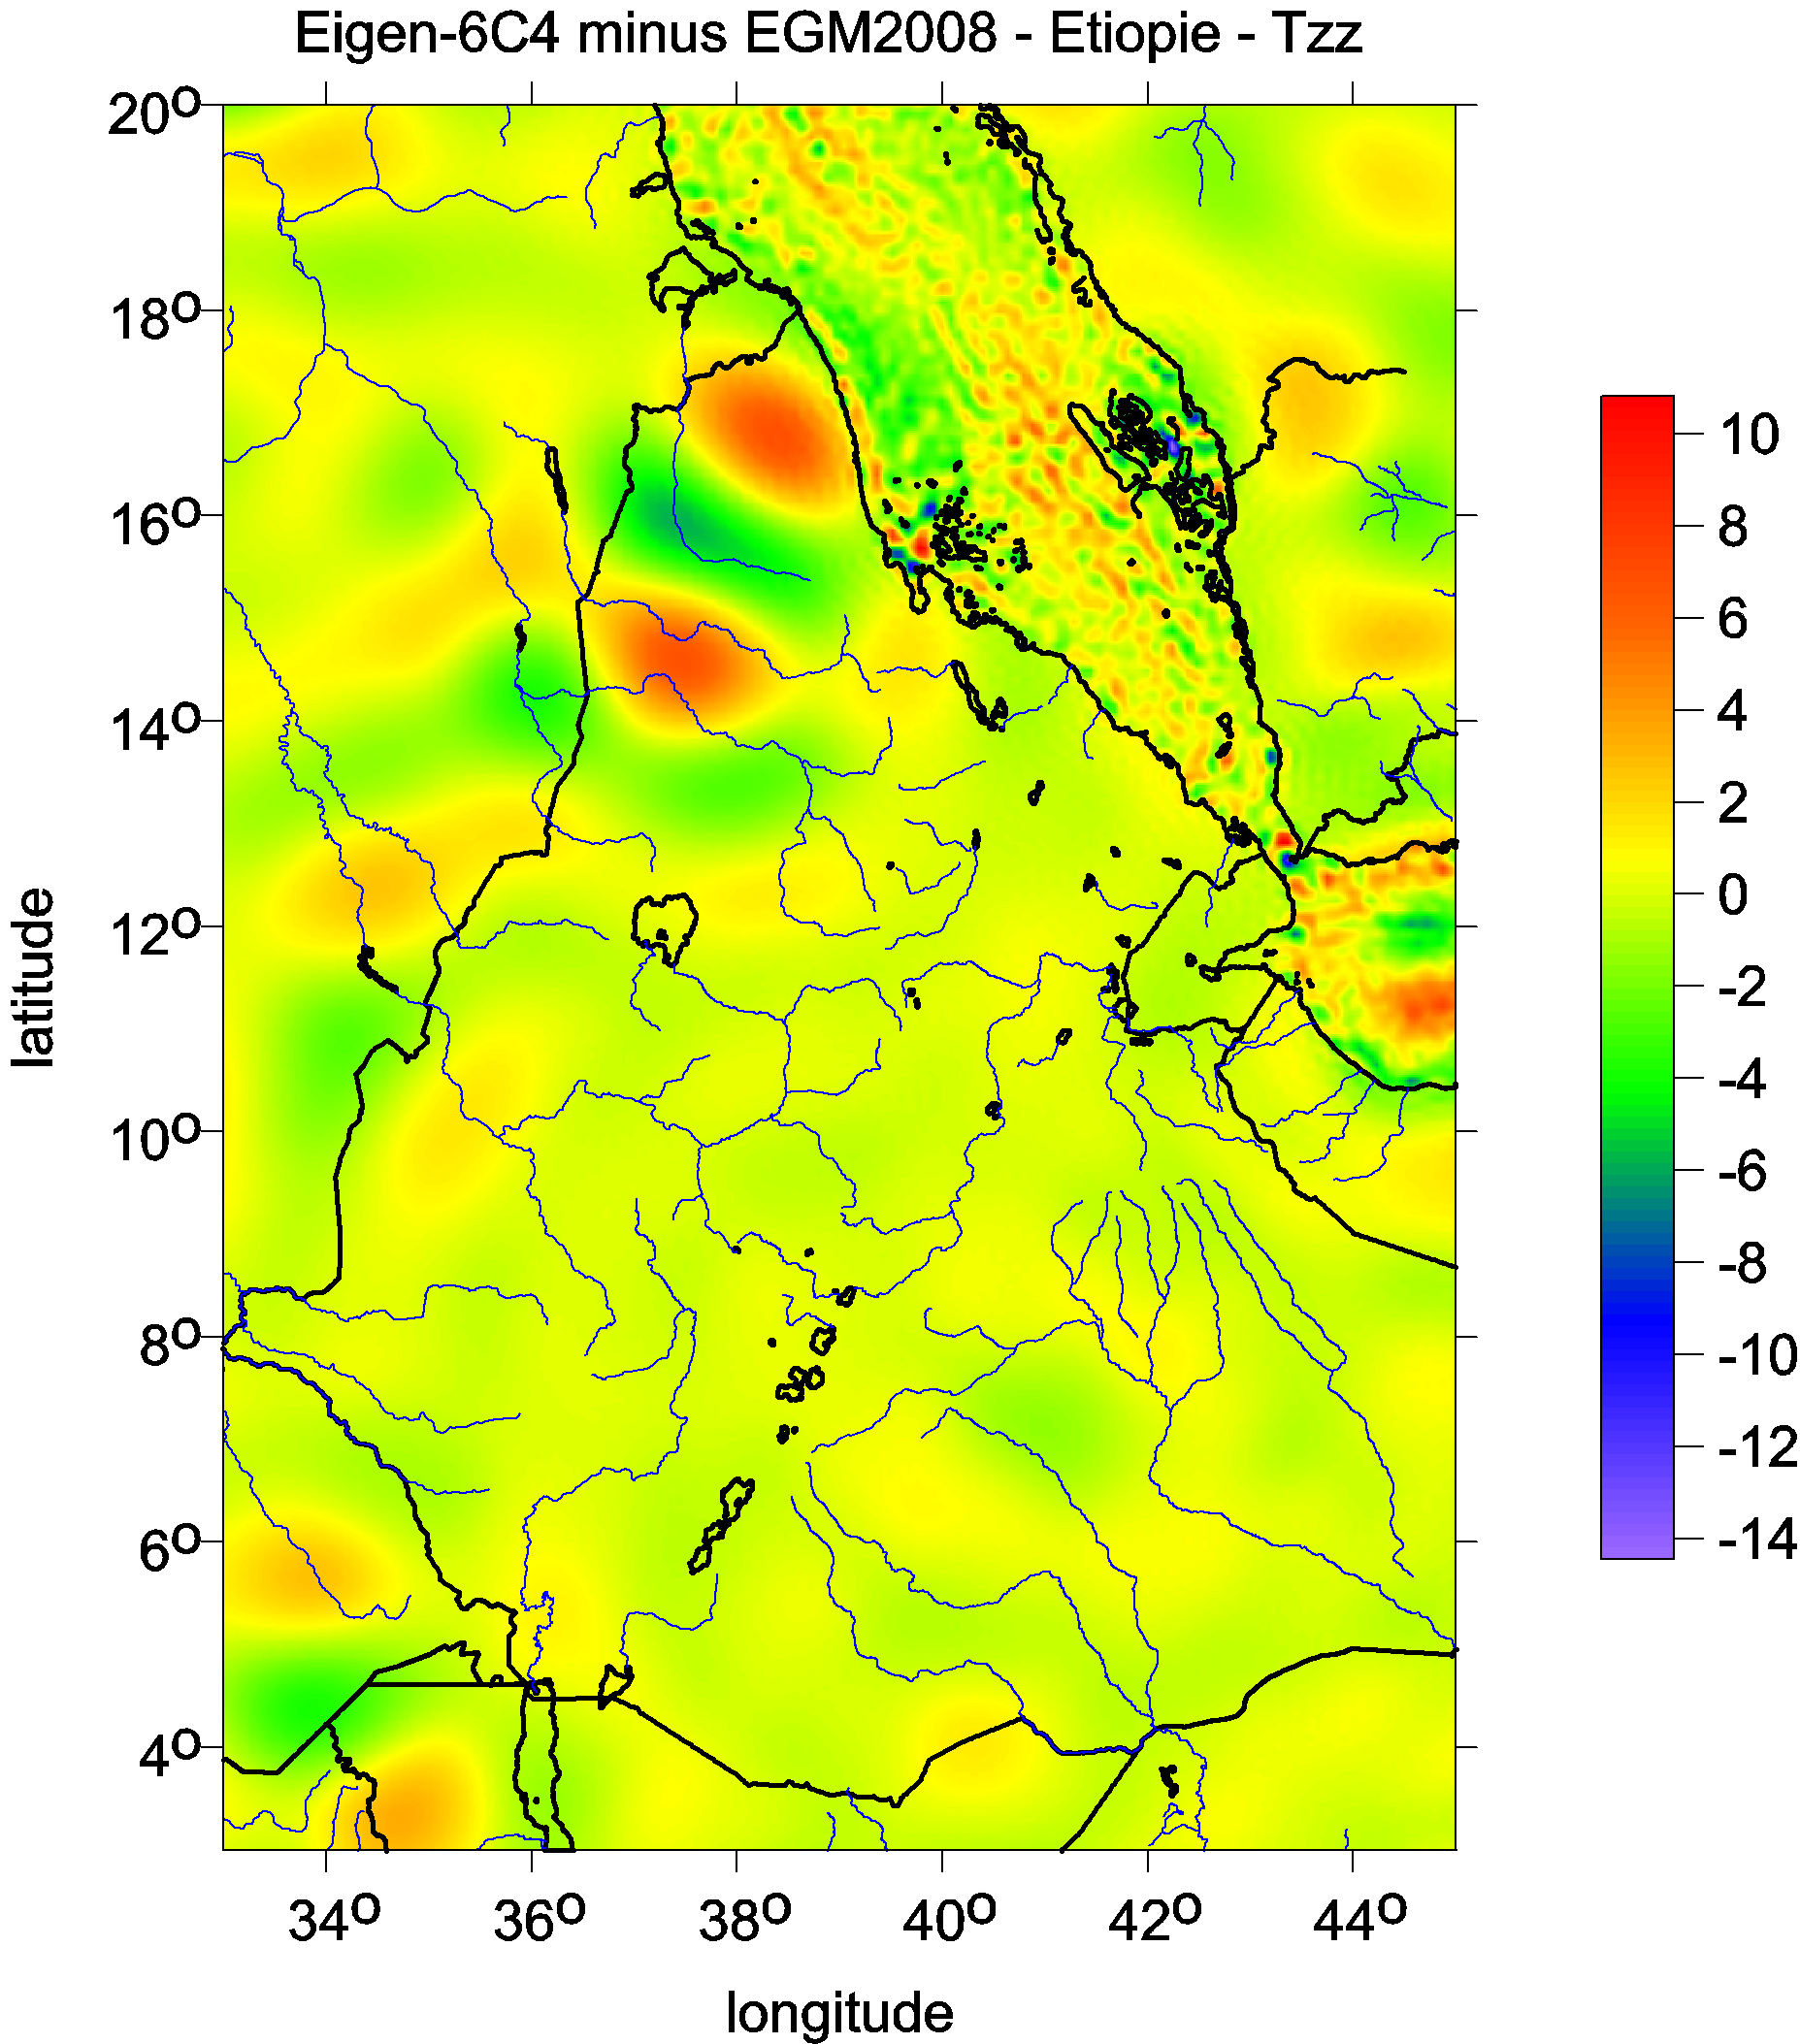 Eigen-6C4 minus EGM2008 - Etiopie - Tzz
20o
18o
16o
14o
12o
10o
8o
6o
4o
latitude
34o 36o 38o 40o 42o 44o
longitude
10
8
6
4
2
0
-2
-4
-6
-8
-10
-12
-14